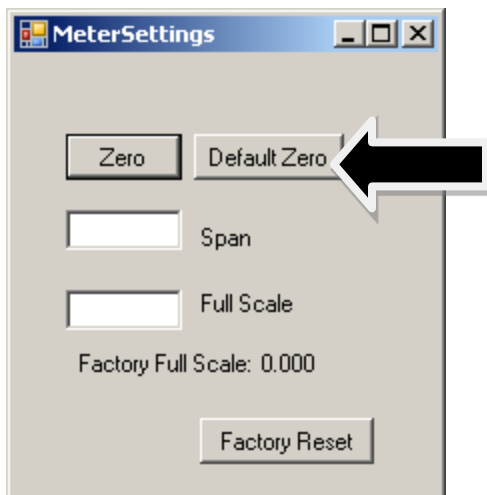 MeterSettings
Zero Default Zero
Span
Full Scale
Factory Full Scale: 0.000
Factory Reset